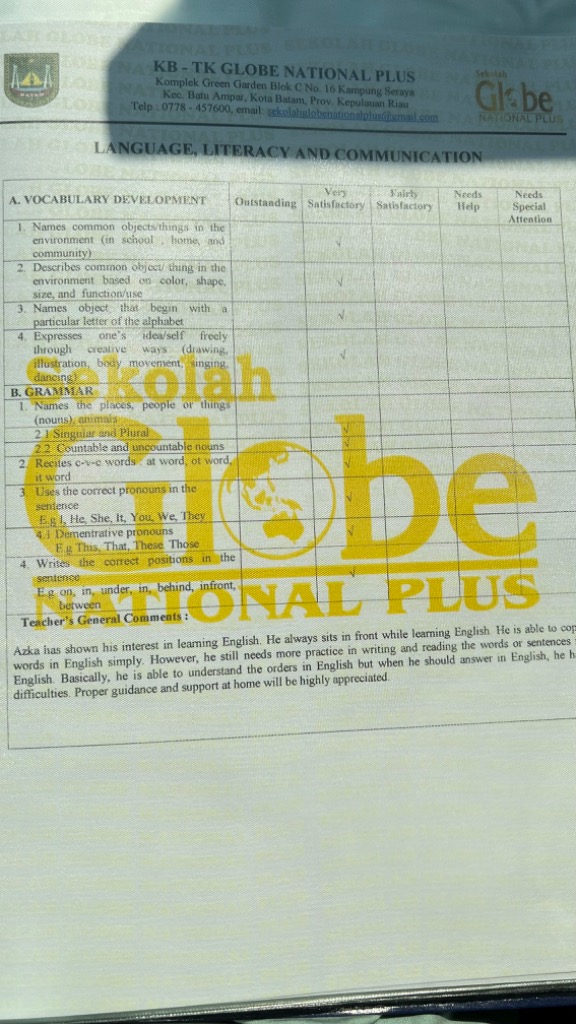 KB - TK GLOBE NATIONAL PLUS
Komplek Green Garden Blok C No. 16 Kampung Seraya
Kec. Batu Ampar, Kota Batam, Prov. Kepulauan Riau
Telp : 0778 - 457600, email: sekolahglobenationalplus@gmail.com
Sekolah
Globe
NATIONAL PLUS
LANGUAGE, LITERACY AND COMMUNICATION
A. VOCABULARY DEVELOPMENT Outstanding Very Satisfactory Fairly Satisfactory Needs Help Needs Special Attention
1. Names common objects/things in the
environment (in school , home, and
community)
2. Describes common object/ thing in the
environment based on color, shape,
size, and function/use
3. Names object that begin with a
particular letter of the alphabet
4. Expresses one's idea/self freely
through creative ways (drawing,
illustration, body movement, singing,
dancing)
B. GRAMMAR
1. Names the places, people or things
(nouns), animals
2.1 Singular and Plural
2.2 Countable and uncountable nouns
2. Recites c-v-c words : at word, ot word,
it word
3. Uses the correct pronouns in the
sentence
E.g I, He, She, It, You, We, They
4.1 Dementrative pronouns
E.g This, That, These, Those
4. Writes the correct positions in the
sentence
E.g on, in, under, in, behind, infront,
between
Sekolah
Globe
NATIONAL PLUS
Teacher's General Comments :
Azka has shown his interest in learning English. He always sits in front while learning English. He is able to
words in English simply. However, he still needs more practice in writing and reading the words or sentences
English. Basically, he is able to understand the orders in English but when he should answer in English, he
difficulties. Proper guidance and support at home will be highly appreciated.